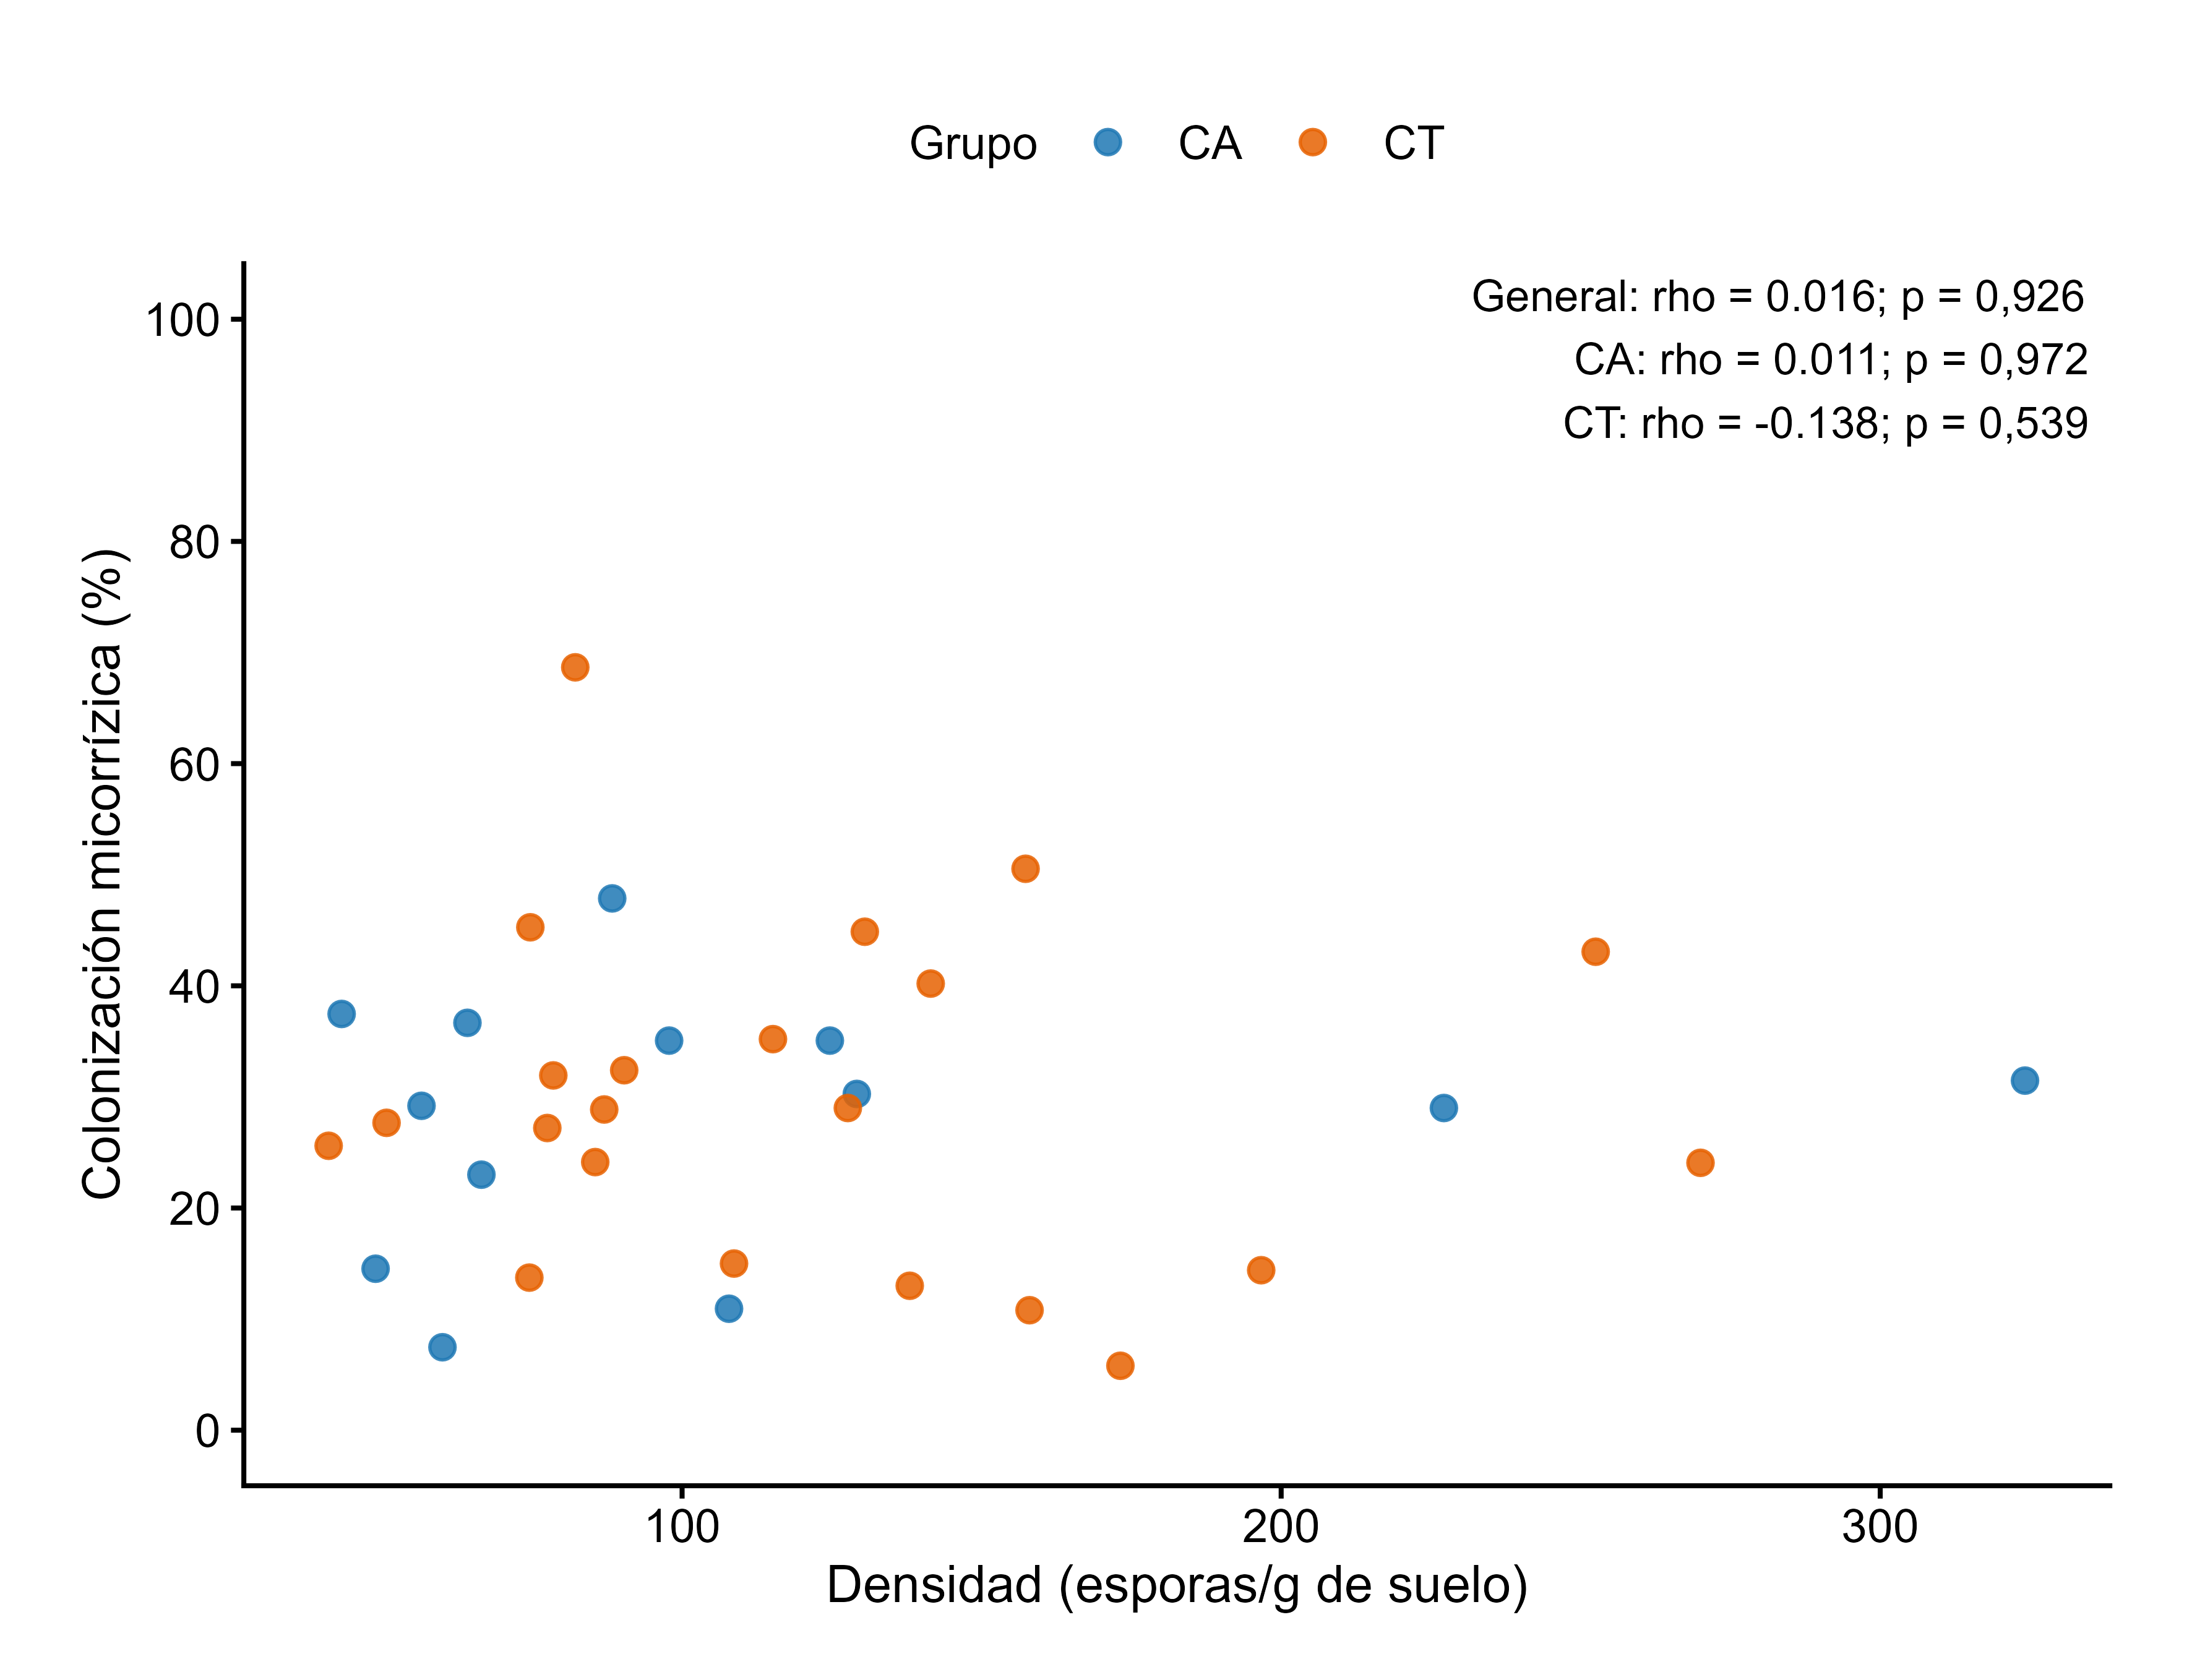 Grupo CA CT
General: rho = 0.016; p = 0,926
CA: rho = 0.011; p = 0,972
CT: rho = -0.138; p = 0,539
Colonización micorrízica (%)
100
80
60
40
20
0
100 200 300
Densidad (esporas/g de suelo)